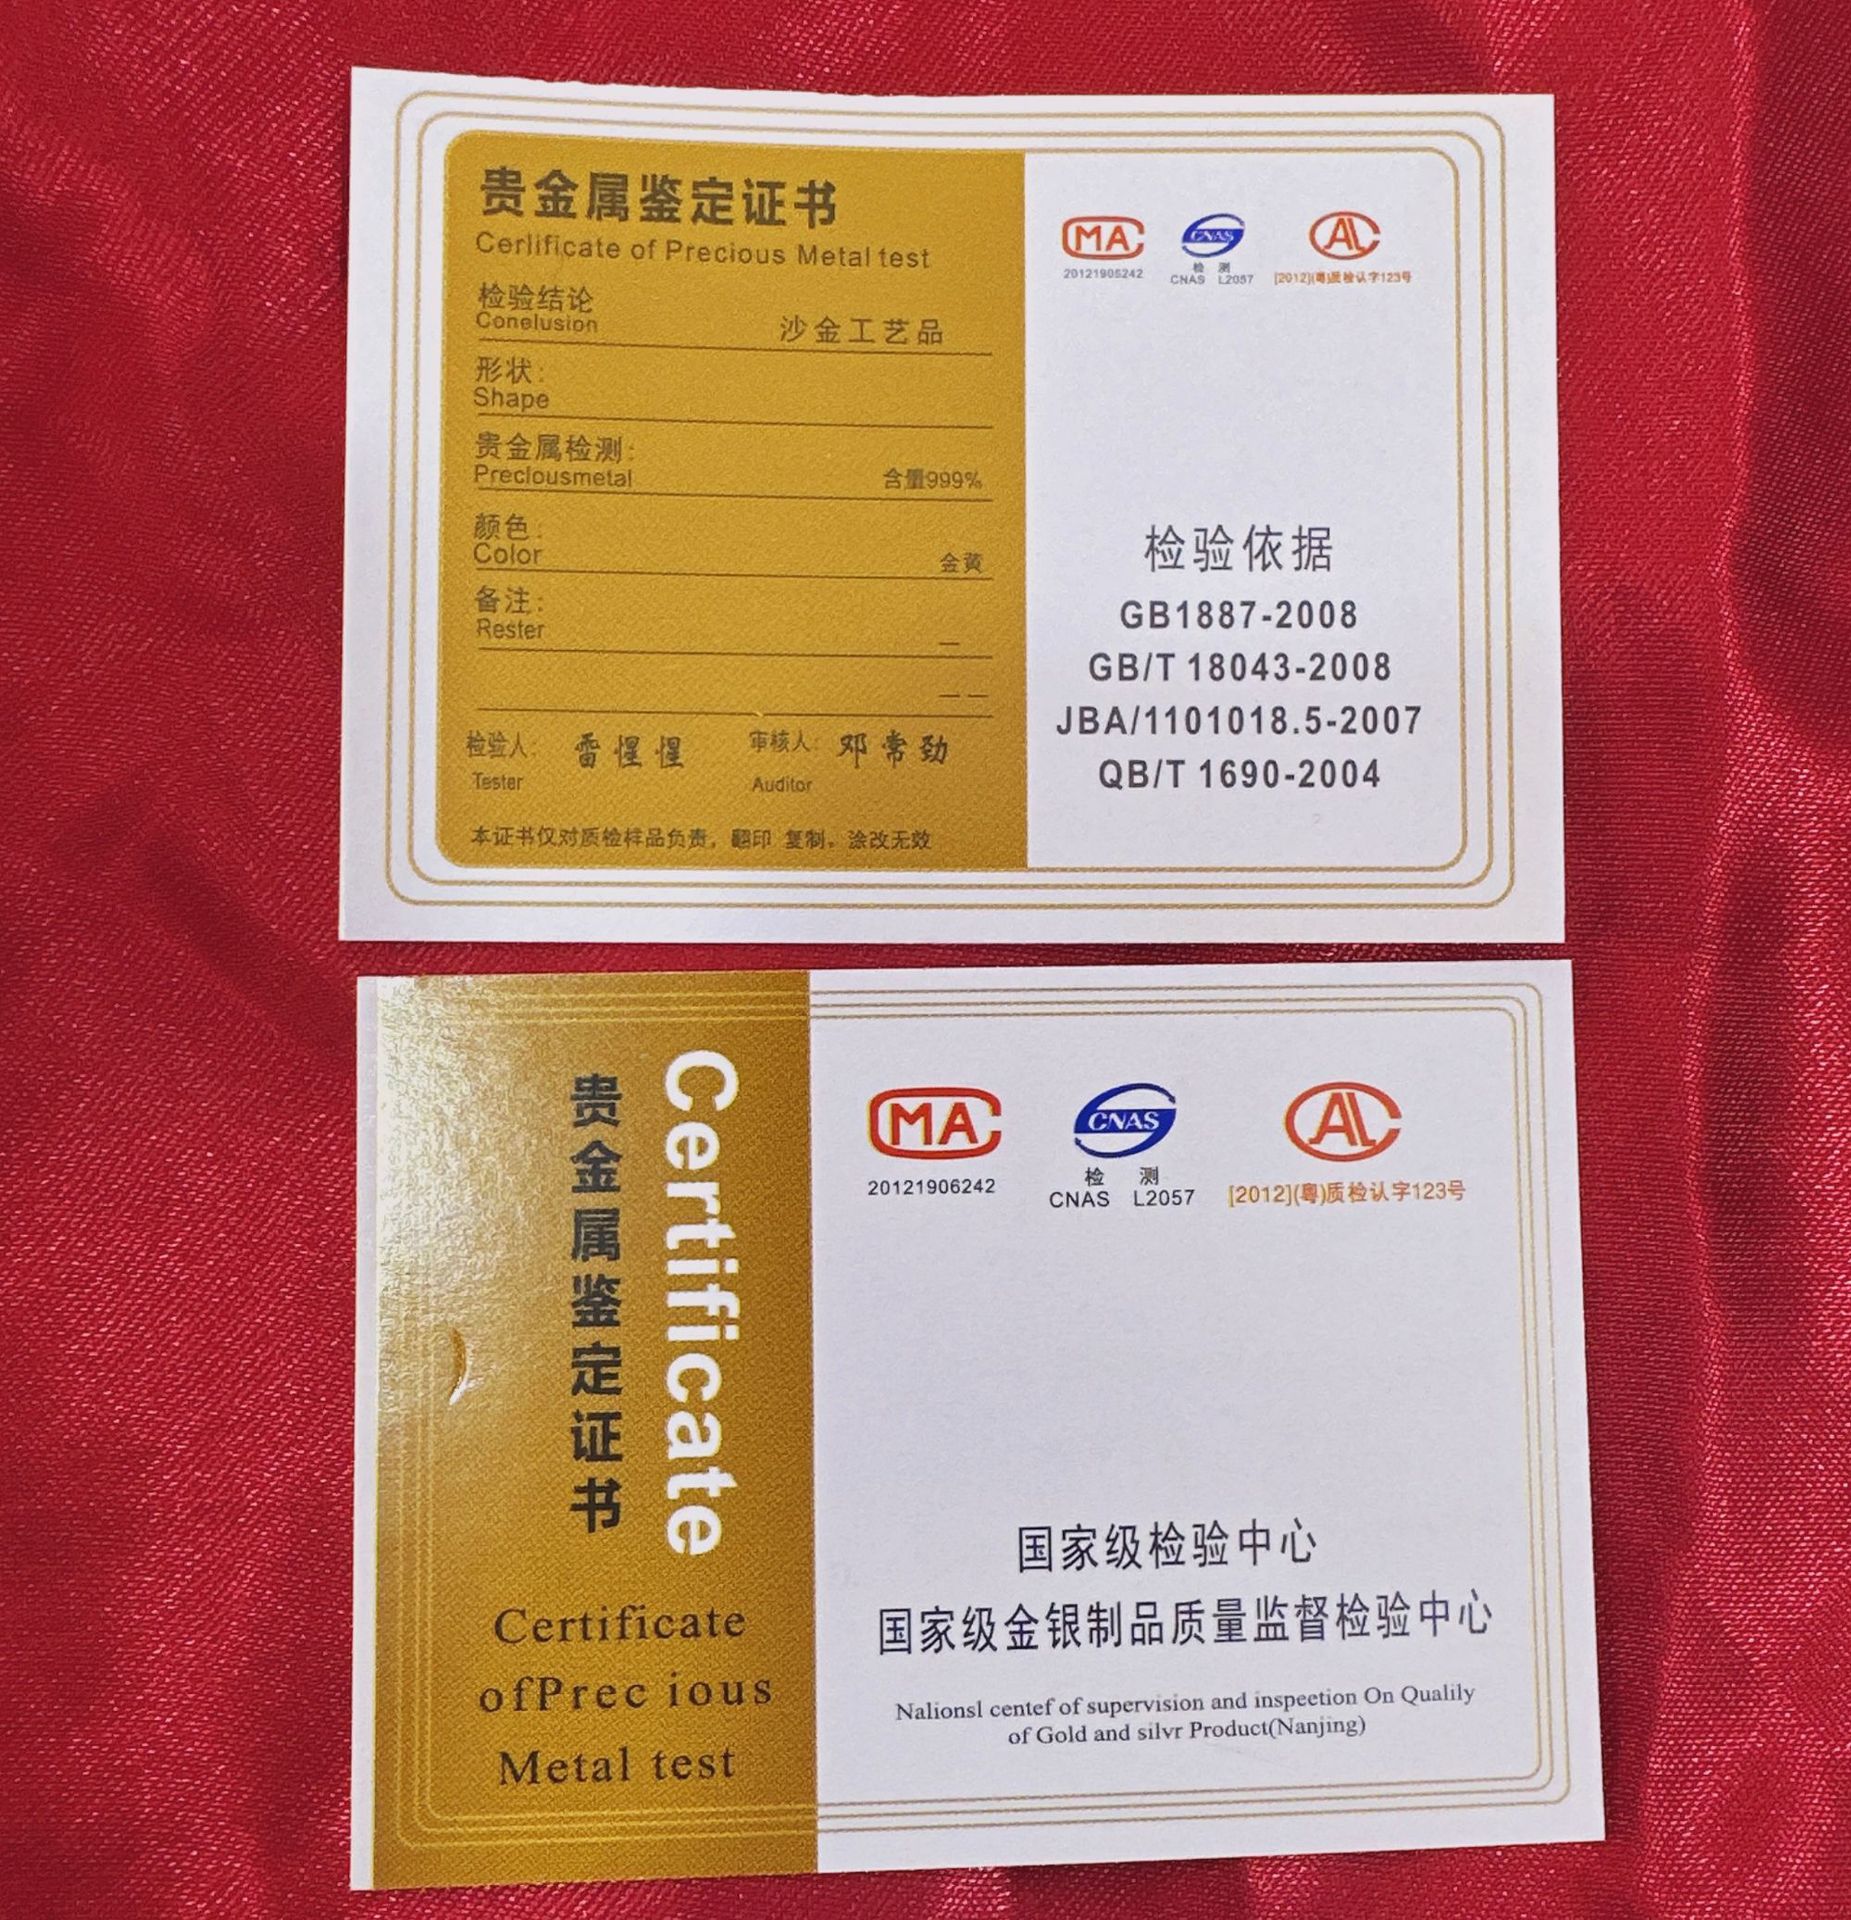 贵金属鉴定证书
Cerlificate of Precious Metal test
检验结论
Conelusion
沙金工艺品
形状:
Shape
贵金属检测:
Preclousmetal
含量999%
颜色:
Color
金黄
备注:
Rester
—
— —
检验人: 雷惺惺 审核人: 邓常劲
Tester Auditor
本证书仅对质检样品负责，翻印 复制。涂改无效
MA CNAS AL
20121906242
检 测
CNAS L2057
[2012](粤)质检认字123号
检验依据
GB1887-2008
GB/T 18043-2008
JBA/1101018.5-2007
QB/T 1690-2004
Certificate
贵金属鉴定证书
Certificate
ofPrec ious
Metal test
MA CNAS AL
20121906242
检 测
CNAS L2057
[2012](粤)质检认字123号
国家级检验中心
国家级金银制品质量监督检验中心
Nalionsl centef of supervision and inspeetion On Qualily
of Gold and silvr Product(Nanjing)